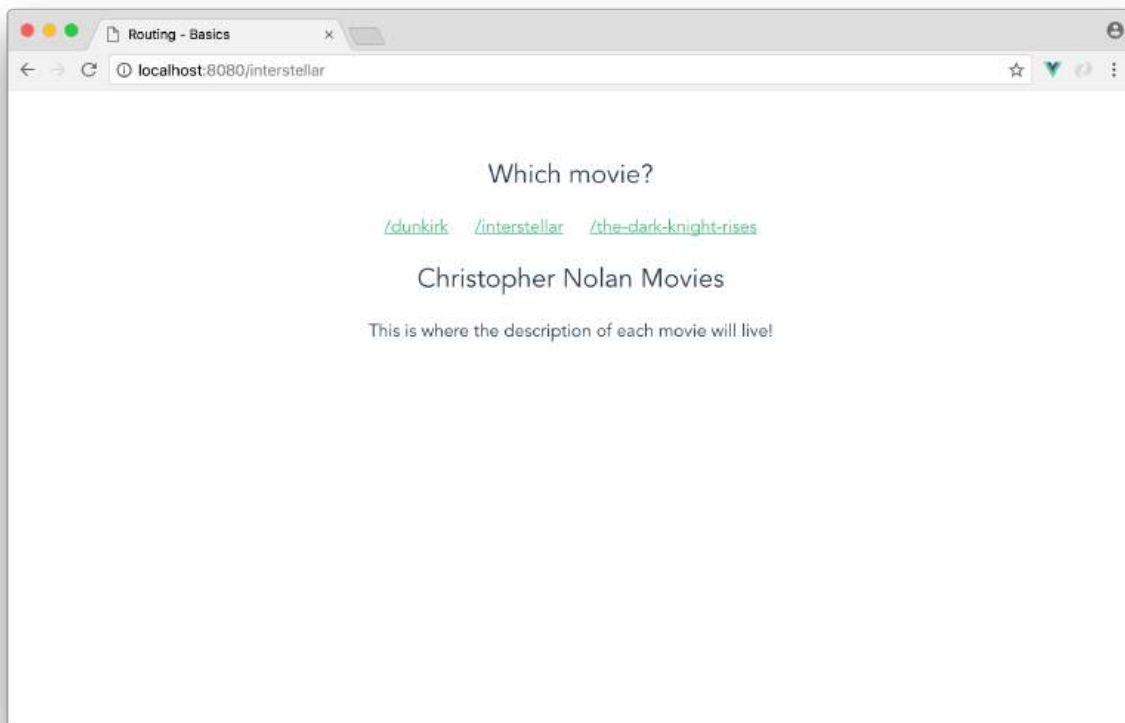 Routing - Basics
localhost:8080/interstellar
Which movie?
/dunkirk /interstellar /the-dark-knight-rises
Christopher Nolan Movies
This is where the description of each movie will live!